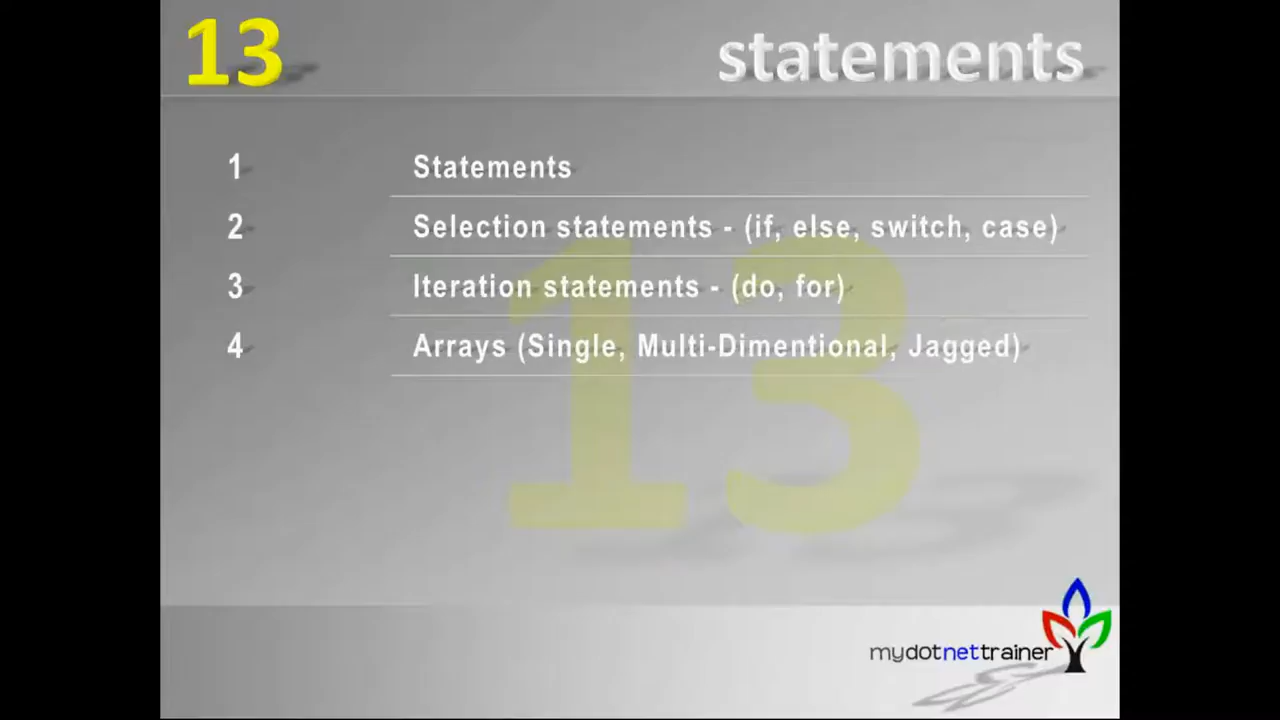 13 statements
1 Statements
2 Selection statements - (if, else, switch, case)
3 Iteration statements - (do, for)
4 Arrays (Single, Multi-Dimentional, Jagged)
13
mydotnettrainer